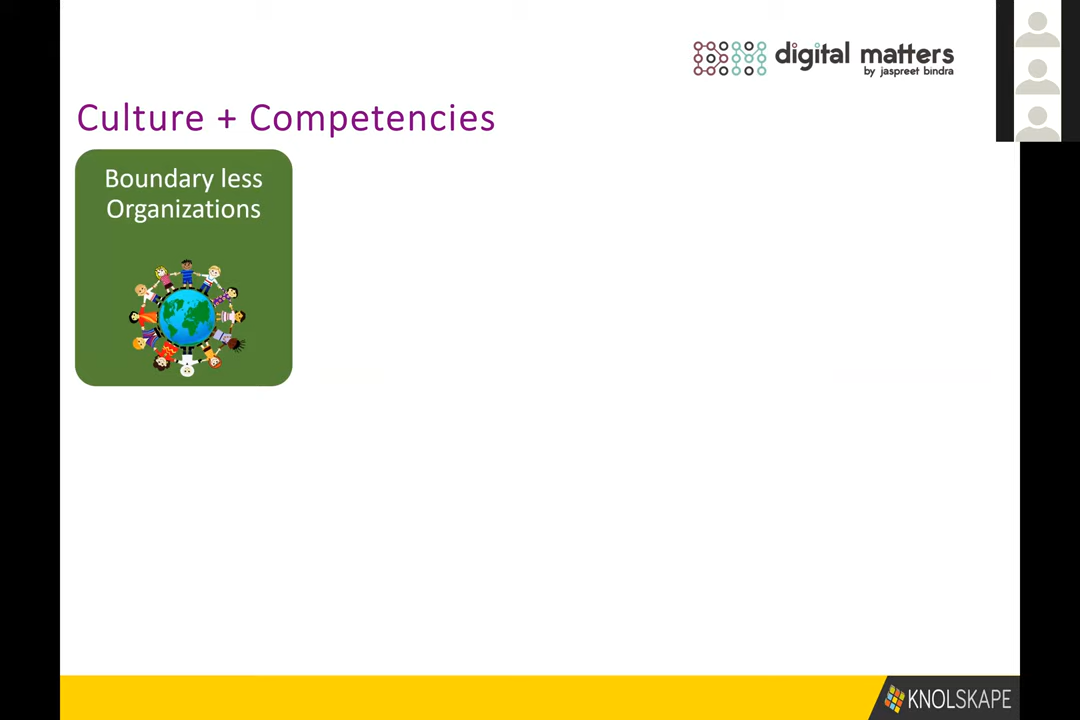 digital matters
by jaspreet bindra
Culture + Competencies
Boundary less
Organizations
KNOLSKAPE